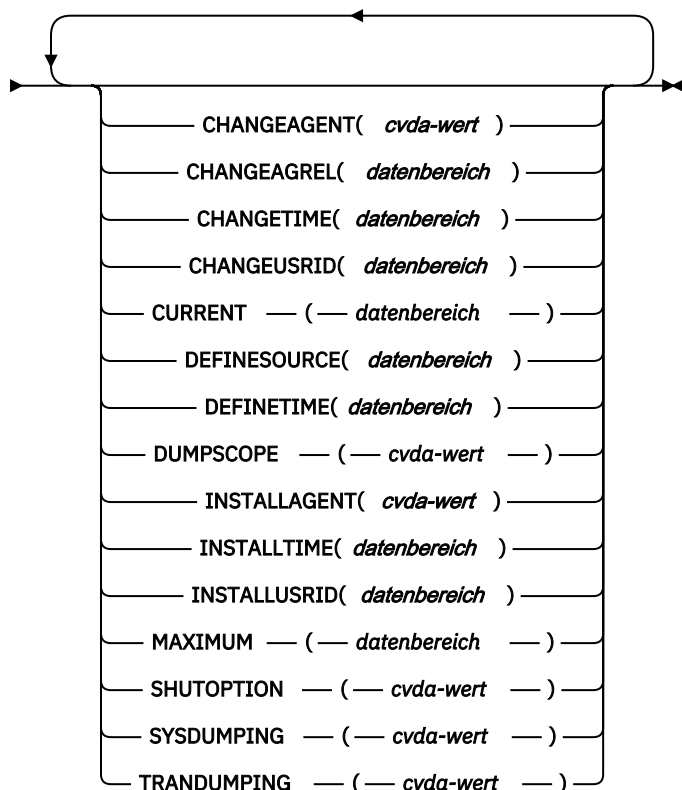 CHANGEAGENT( cvda-wert )
CHANGEAGREL( datenbereich )
CHANGETIME( datenbereich )
CHANGEUSRID( datenbereich )
CURRENT ( datenbereich )
DEFINESOURCE( datenbereich )
DEFINETIME( datenbereich )
DUMPSCOPE ( cvda-wert )
INSTALLAGENT( cvda-wert )
INSTALLTIME( datenbereich )
INSTALLUSRID( datenbereich )
MAXIMUM ( datenbereich )
SHUTOPTION ( cvda-wert )
SYSDUMPING ( cvda-wert )
TRANDUMPING ( cvda-wert )